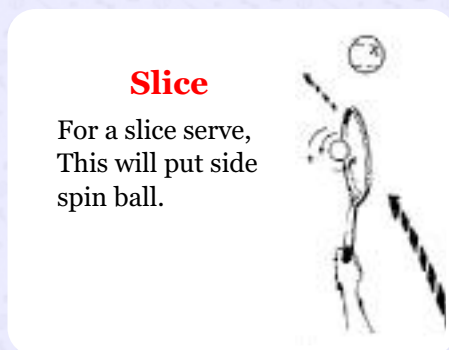 Slice
For a slice serve,
This will put side
spin ball.